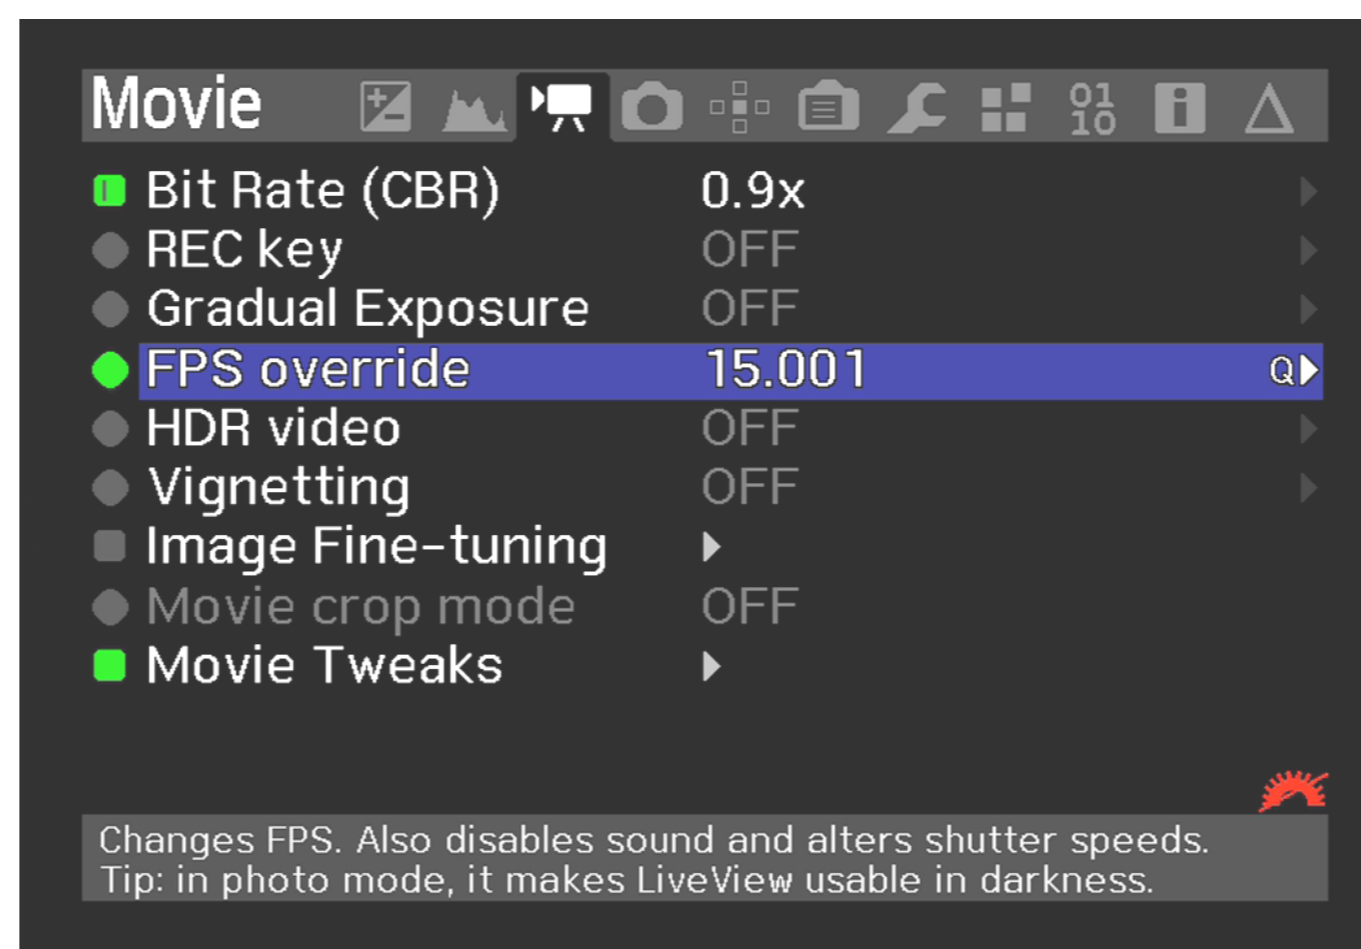 Movie
Bit Rate (CBR) 0.9x
REC key OFF
Gradual Exposure OFF
FPS override 15.001 Q
HDR video OFF
Vignetting OFF
Image Fine-tuning
Movie crop mode OFF
Movie Tweaks
Changes FPS. Also disables sound and alters shutter speeds.
Tip: in photo mode, it makes LiveView usable in darkness.